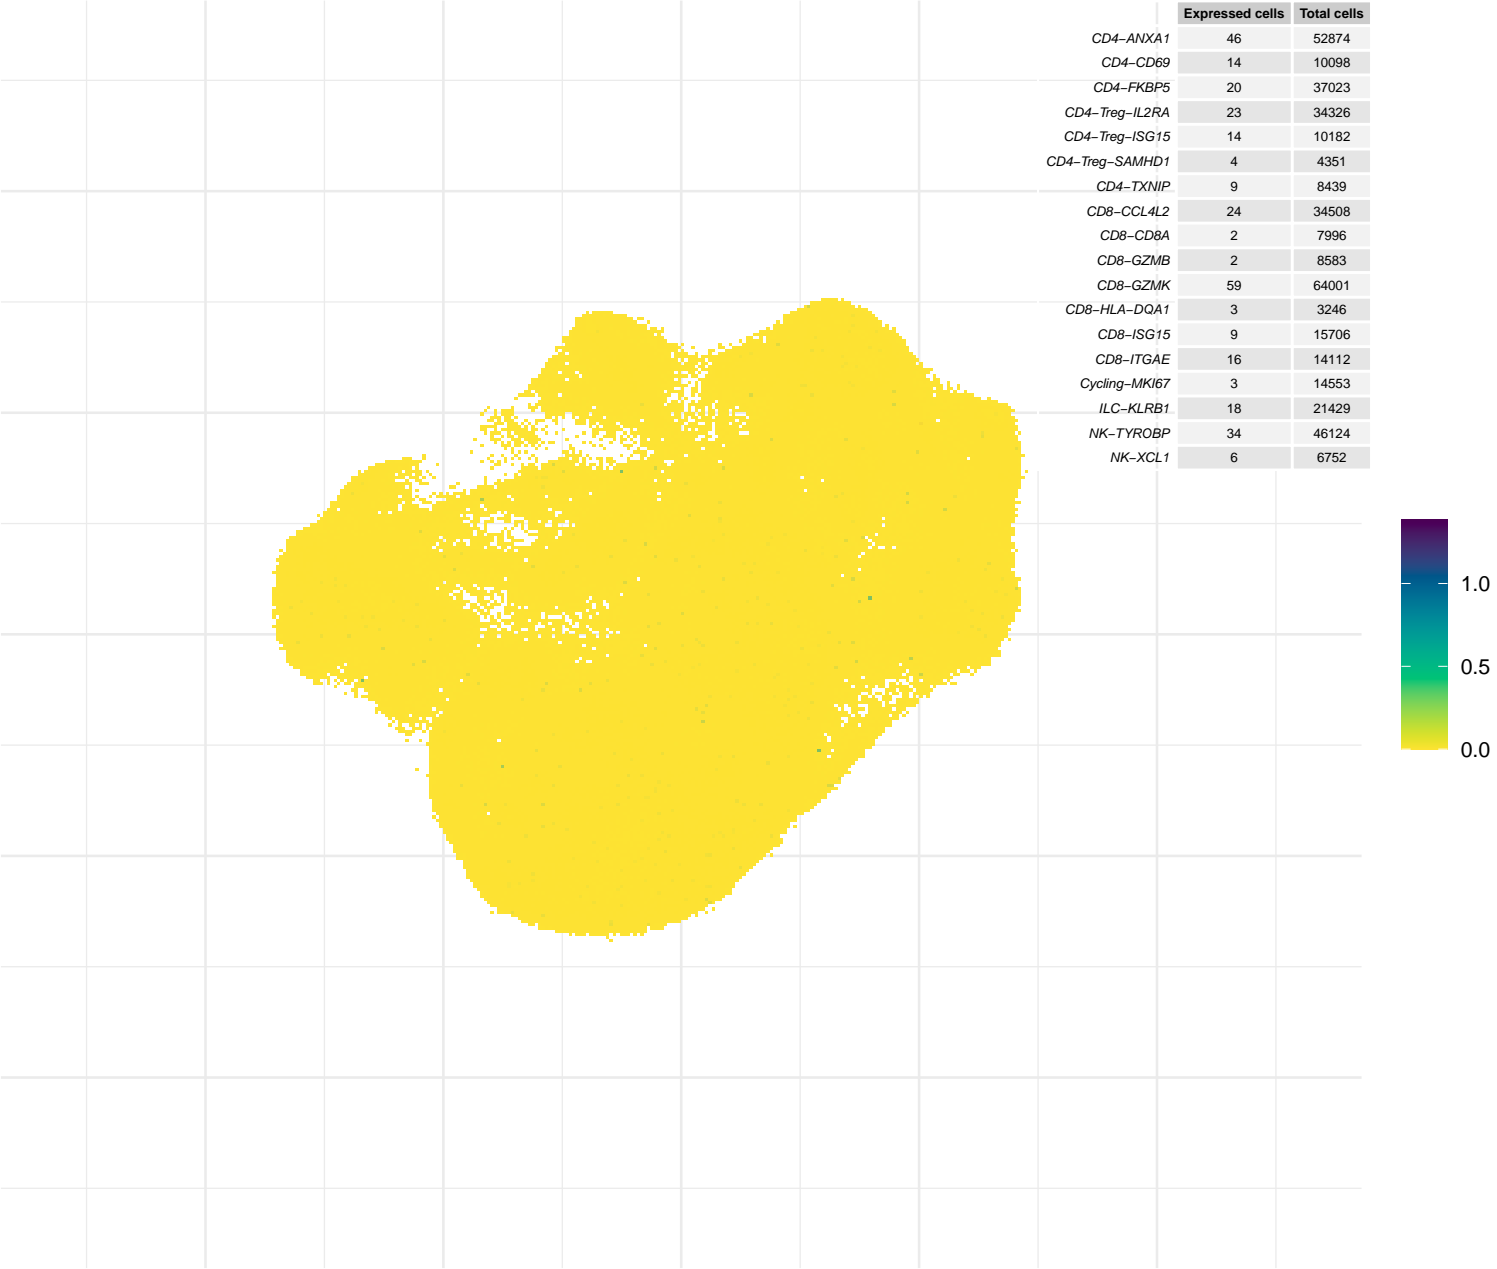 Expressed cells Total cells
CD4−ANXA1 46 52874
CD4−CD69 14 10098
CD4−FKBP5 20 37023
CD4−Treg−IL2RA 23 34326
CD4−Treg−ISG15 14 10182
CD4−Treg−SAMHD1 4 4351
CD4−TXNIP 9 8439
CD8−CCL4L2 24 34508
CD8−CD8A 2 7996
CD8−GZMB 2 8583
CD8−GZMK 59 64001
CD8−HLA−DQA1 3 3246
CD8−ISG15 9 15706
CD8−ITGAE 16 14112
Cycling−MKI67 3 14553
ILC−KLRB1 18 21429
NK−TYROBP 34 46124
NK−XCL1 6 6752
1.0
0.5
0.0